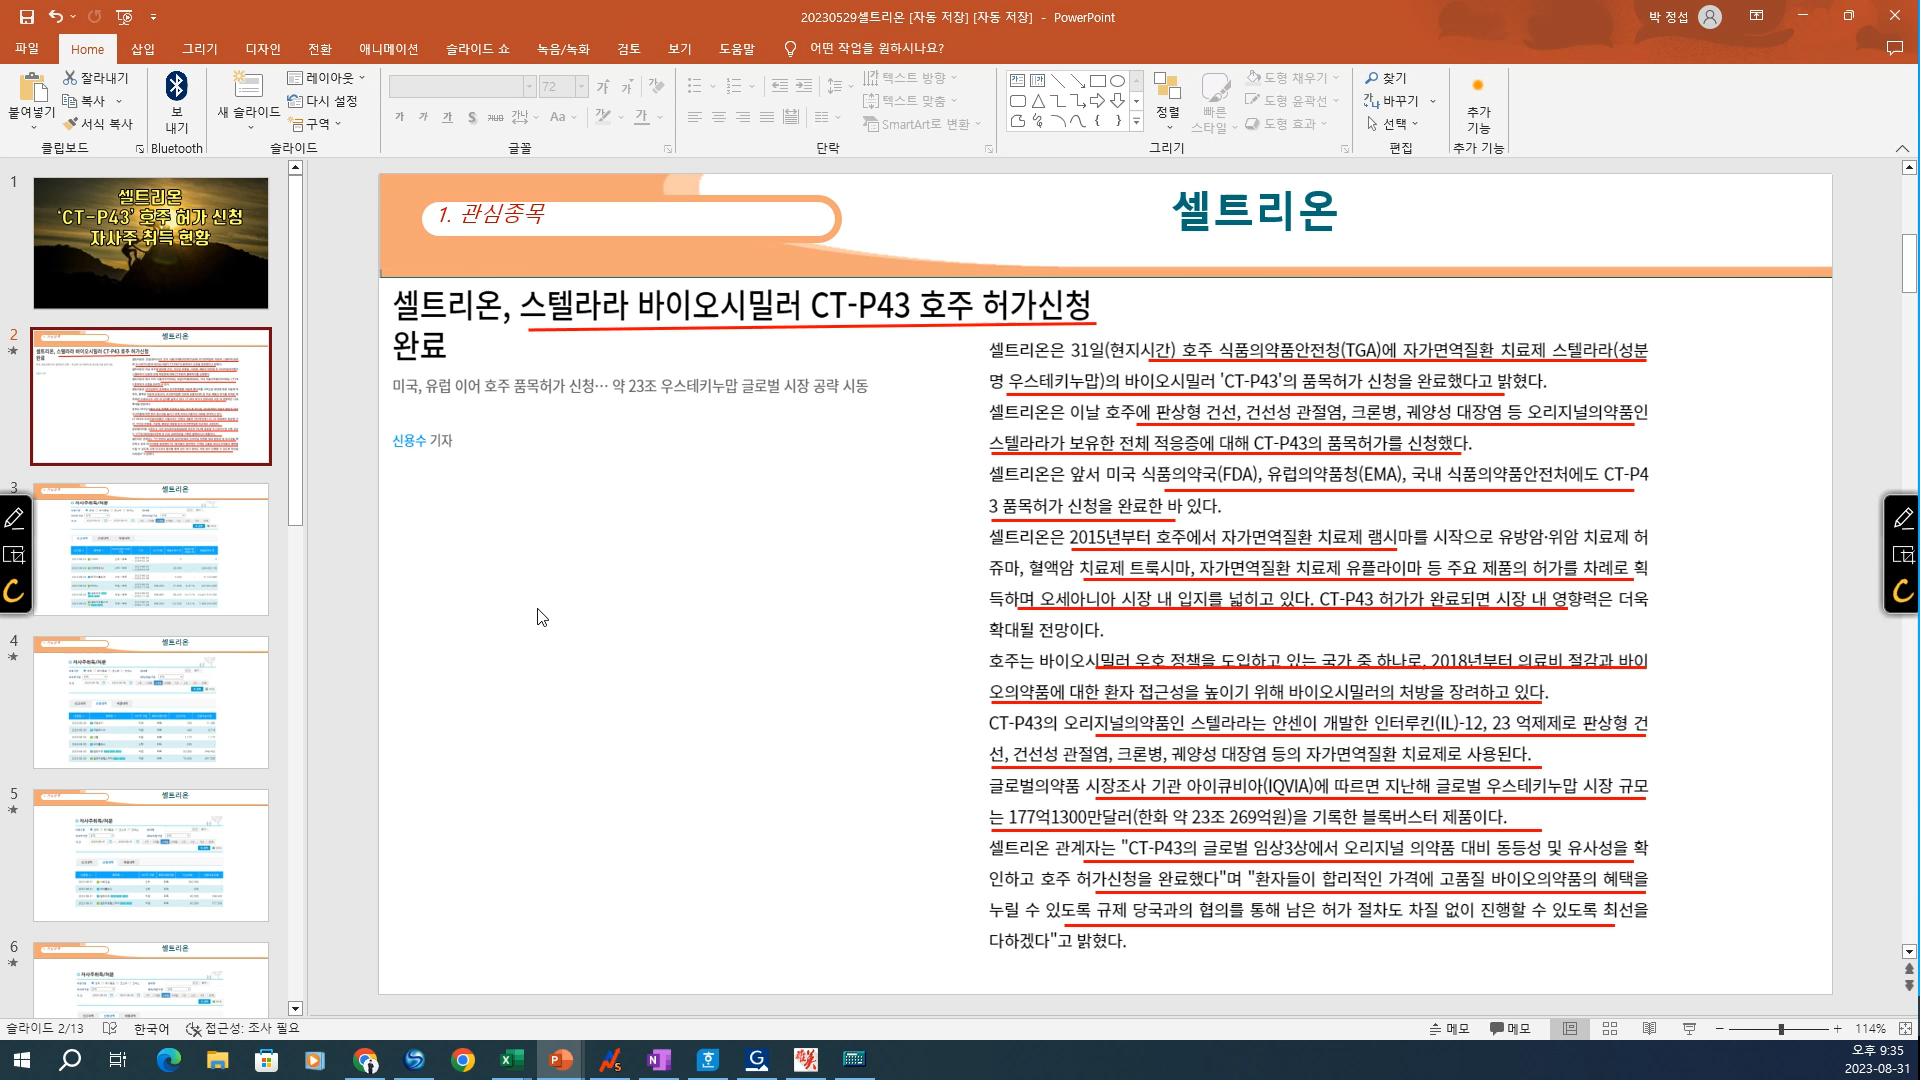 20230529셀트리온 [자동 저장] [자동 저장] - PowerPoint
박 정섭
파일 Home 삽입 그리기 디자인 전환 애니메이션 슬라이드 쇼 녹음/녹화 검토 보기 도움말 어떤 작업을 원하시나요?
붙여넣기
잘라내기
복사
서식 복사
클립보드
보
내기
Bluetooth
새 슬라이드
레이아웃
다시 설정
구역
슬라이드
72
가 가 가 S abc 간 Aa 가
글꼴
텍스트 방향
텍스트 맞춤
SmartArt로 변환
단락
정렬
빠른
스타일
도형 채우기
도형 윤곽선
도형 효과
그리기
찾기
바꾸기
선택
편집
추가
기능
추가 기능
1
셀트리온
'CT-P43' 호주 허가 신청
자사주 취득 현황
2
3
4
5
6
1. 관심종목
셀트리온
셀트리온, 스텔라라 바이오시밀러 CT-P43 호주 허가신청
완료
미국, 유럽 이어 호주 품목허가 신청… 약 23조 우스테키누맙 글로벌 시장 공략 시동
신용수 기자
셀트리온은 31일(현지시간) 호주 식품의약품안전청(TGA)에 자가면역질환 치료제 스텔라라(성분
명 우스테키누맙)의 바이오시밀러 'CT-P43'의 품목허가 신청을 완료했다고 밝혔다.
셀트리온은 이날 호주에 판상형 건선, 건선성 관절염, 크론병, 궤양성 대장염 등 오리지널의약품인
스텔라라가 보유한 전체 적응증에 대해 CT-P43의 품목허가를 신청했다.
셀트리온은 앞서 미국 식품의약국(FDA), 유럽의약품청(EMA), 국내 식품의약품안전처에도 CT-P4
3 품목허가 신청을 완료한 바 있다.
셀트리온은 2015년부터 호주에서 자가면역질환 치료제 램시마를 시작으로 유방암·위암 치료제 허
쥬마, 혈액암 치료제 트룩시마, 자가면역질환 치료제 유플라이마 등 주요 제품의 허가를 차례로 획
득하며 오세아니아 시장 내 입지를 넓히고 있다. CT-P43 허가가 완료되면 시장 내 영향력은 더욱
확대될 전망이다.
호주는 바이오시밀러 우호 정책을 도입하고 있는 국가 중 하나로, 2018년부터 의료비 절감과 바이
오의약품에 대한 환자 접근성을 높이기 위해 바이오시밀러의 처방을 장려하고 있다.
CT-P43의 오리지널의약품인 스텔라라는 얀센이 개발한 인터루킨(IL)-12, 23 억제제로 판상형 건
선, 건선성 관절염, 크론병, 궤양성 대장염 등의 자가면역질환 치료제로 사용된다.
글로벌의약품 시장조사 기관 아이큐비아(IQVIA)에 따르면 지난해 글로벌 우스테키누맙 시장 규모
는 177억1300만달러(한화 약 23조 269억원)을 기록한 블록버스터 제품이다.
셀트리온 관계자는 "CT-P43의 글로벌 임상3상에서 오리지널 의약품 대비 동등성 및 유사성을 확
인하고 호주 허가신청을 완료했다"며 "환자들이 합리적인 가격에 고품질 바이오의약품의 혜택을
누릴 수 있도록 규제 당국과의 협의를 통해 남은 허가 절차도 차질 없이 진행할 수 있도록 최선을
다하겠다"고 밝혔다.
슬라이드 2/13 한국어 접근성: 조사 필요
메모 메모 114%
오후 9:35
2023-08-31